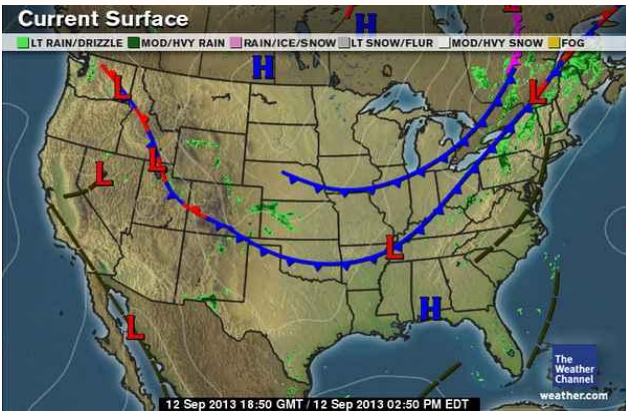 Current Surface
H
LT RAIN/DRIZZLE MOD/HVY RAIN RAIN/ICE/SNOW LT SNOW/FLUR MOD/HVY SNOW FOG
H
L
L
L
L
L
H
L
The
Weather
Channel
weather.com
12 Sep 2013 18:50 GMT / 12 Sep 2013 02:50 PM EDT